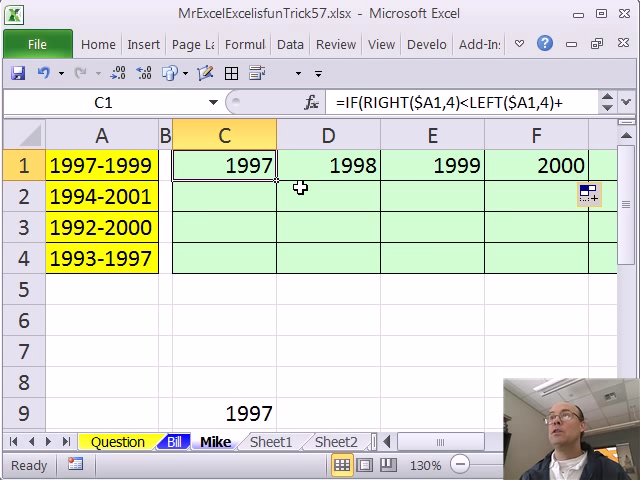 MrExcelExcelisfunTrick57.xlsx - Microsoft Excel
File Home Insert Page La Formul Data Review View Develo Add-In:
C1 fx =IF(RIGHT($A1,4)<LEFT($A1,4)+
A B C D E F
1 1997-1999 1997 1998 1999 2000
2 1994-2001
3 1992-2000
4 1993-1997
5
6
7
8
9 1997
Question Bill Mike Sheet1 Sheet2
Ready 130%